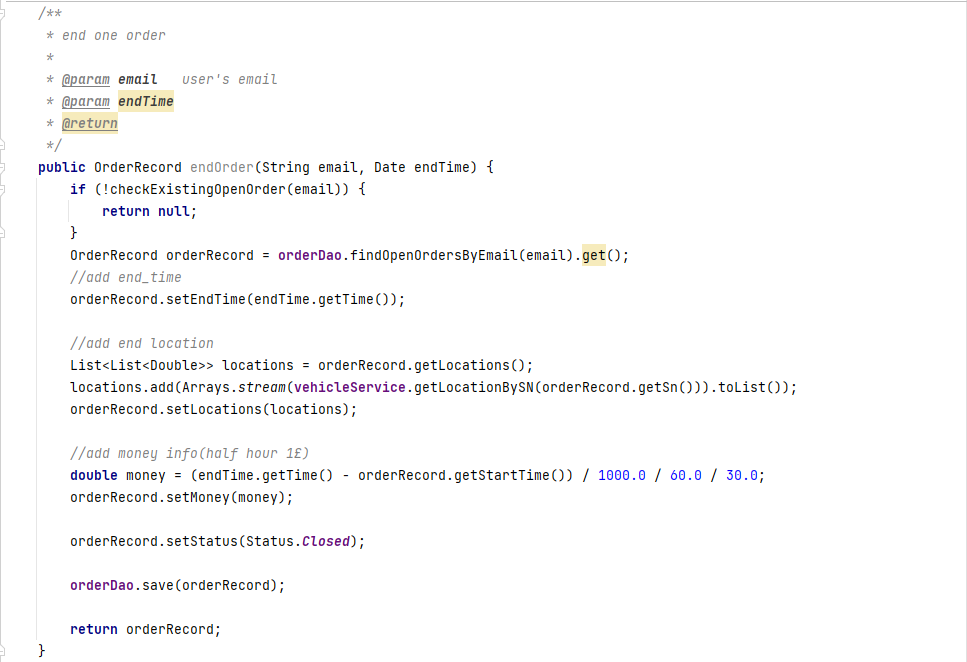 /**
 * end one order
 *
 * @param email   user's email
 * @param endTime
 * @return
 */
public OrderRecord endOrder(String email, Date endTime) {
    if (!checkExistingOpenOrder(email)) {
        return null;
    }
    OrderRecord orderRecord = orderDao.findOpenOrdersByEmail(email).get();
    //add end_time
    orderRecord.setEndTime(endTime.getTime());

    //add end location
    List<List<Double>> locations = orderRecord.getLocations();
    locations.add(Arrays.stream(vehicleService.getLocationBySN(orderRecord.getSn())).toList());
    orderRecord.setLocations(locations);

    //add money info(half hour 1£)
    double money = (endTime.getTime() - orderRecord.getStartTime()) / 1000.0 / 60.0 / 30.0;
    orderRecord.setMoney(money);

    orderRecord.setStatus(Status.Closed);

    orderDao.save(orderRecord);

    return orderRecord;
}